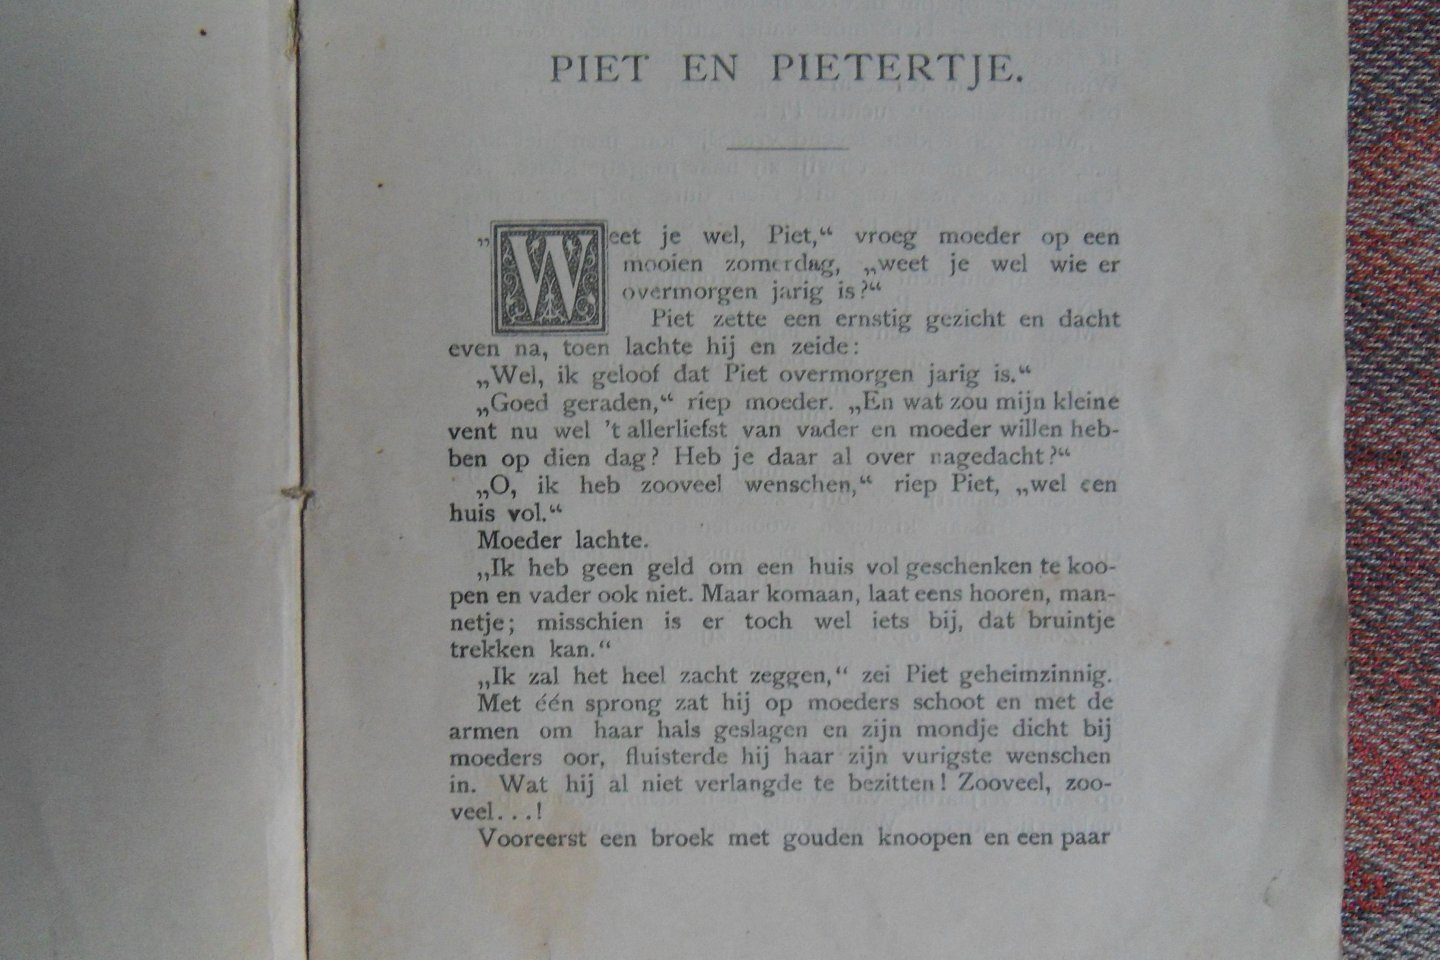 PIET EN PIETERTJE.
„Weet je wel, Piet,“ vroeg moeder op een
mooien zomerdag, „weet je wel wie er
overmorgen jarig is?“
Piet zette een ernstig gezicht en dacht
even na, toen lachte hij en zeide:
„Wel, ik geloof dat Piet overmorgen jarig is.“
„Goed geraden,“ riep moeder. „En wat zou mijn kleine
vent nu wel 't allerliefst van vader en moeder willen heb-
ben op dien dag? Heb je daar al over nagedacht?“
„O, ik heb zooveel wenschen,“ riep Piet, „wel een
huis vol.“
Moeder lachte.
„Ik heb geen geld om een huis vol geschenken te koo-
pen en vader ook niet. Maar komaan, laat eens hooren, man-
netje; misschien is er toch wel iets bij, dat bruintje
trekken kan.“
„Ik zal het heel zacht zeggen,“ zei Piet geheimzinnig.
Met één sprong zat hij op moeders schoot en met de
armen om haar hals geslagen en zijn mondje dicht bij
moeders oor, fluisterde hij haar zijn vurigste wenschen
in. Wat hij al niet verlangde te bezitten! Zooveel, zoo-
veel...!
Vooreerst een broek met gouden knoopen en een paar